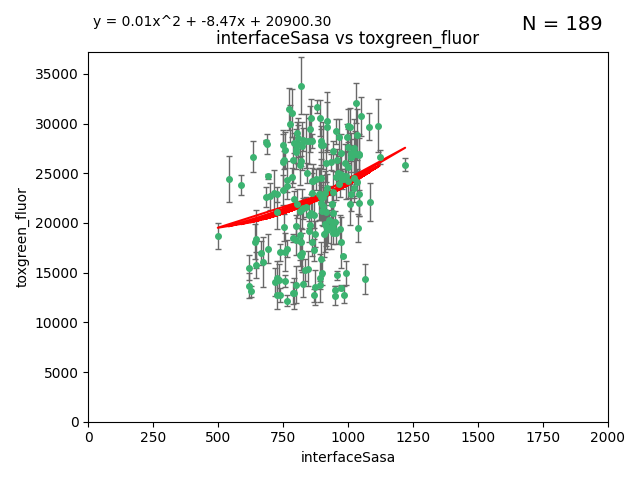 y = 0.01x^2 + -8.47x + 20900.30
N = 189
interfaceSasa vs toxgreen_fluor
toxgreen_fluor
35000
30000
25000
20000
15000
10000
5000
0
0 250 500 750 1000 1250 1500 1750 2000
interfaceSasa